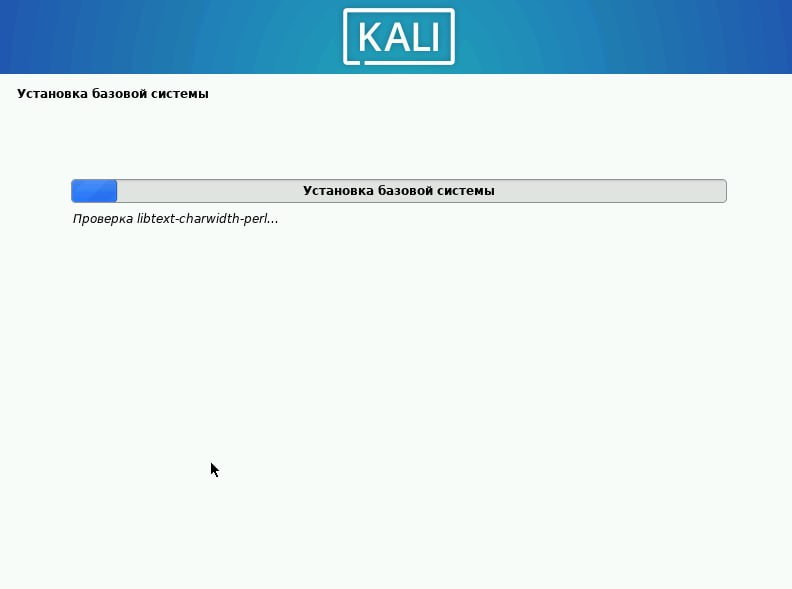 KALI
Установка базовой системы
Установка базовой системы
Проверка libtext-charwidth-perl...